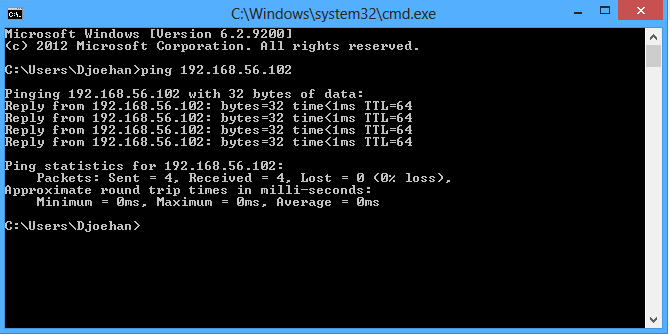 C:\Windows\system32\cmd.exe
Microsoft Windows [Version 6.2.9200]
(c) 2012 Microsoft Corporation. All rights reserved.
C:\Users\Djoehan>ping 192.168.56.102
Pinging 192.168.56.102 with 32 bytes of data:
Reply from 192.168.56.102: bytes=32 time<1ms TTL=64
Reply from 192.168.56.102: bytes=32 time<1ms TTL=64
Reply from 192.168.56.102: bytes=32 time<1ms TTL=64
Reply from 192.168.56.102: bytes=32 time<1ms TTL=64
Ping statistics for 192.168.56.102:
Packets: Sent = 4, Received = 4, Lost = 0 (0% loss),
Approximate round trip times in milli-seconds:
Minimum = 0ms, Maximum = 0ms, Average = 0ms
C:\Users\Djoehan>